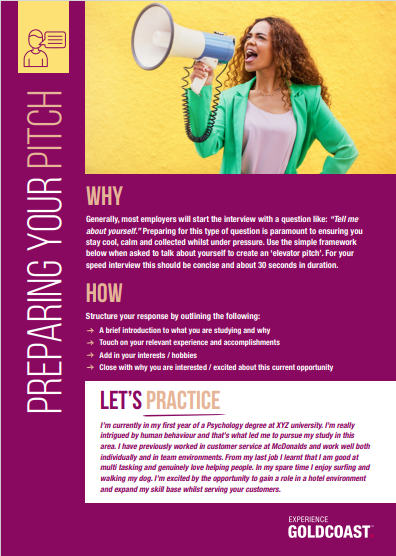 PREPARING YOUR PITCH
WHY
Generally, most employers will start the interview with a question like: "Tell me
about yourself." Preparing for this type of question is paramount to ensuring you
stay cool, calm and collected whilst under pressure. Use the simple framework
below when asked to talk about yourself to create an 'elevator pitch'. For your
speed interview this should be concise and about 30 seconds in duration.
HOW
Structure your response by outlining the following:
→ A brief introduction to what you are studying and why
→ Touch on your relevant experience and accomplishments
→ Add in your interests / hobbies
→ Close with why you are interested / excited about this current opportunity
LET'S PRACTICE
I'm currently in my first year of a Psychology degree at XYZ university. I'm really
intrigued by human behaviour and that's what led me to pursue my study in this
area. I have previously worked in customer service at McDonalds and work well both
individually and in team environments. From my last job I learnt that I am good at
multi tasking and genuinely love helping people. In my spare time I enjoy surfing and
walking my dog. I'm excited by the opportunity to gain a role in a hotel environment
and expand my skill base whilst serving your customers.
EXPERIENCE
GOLDCOAST™